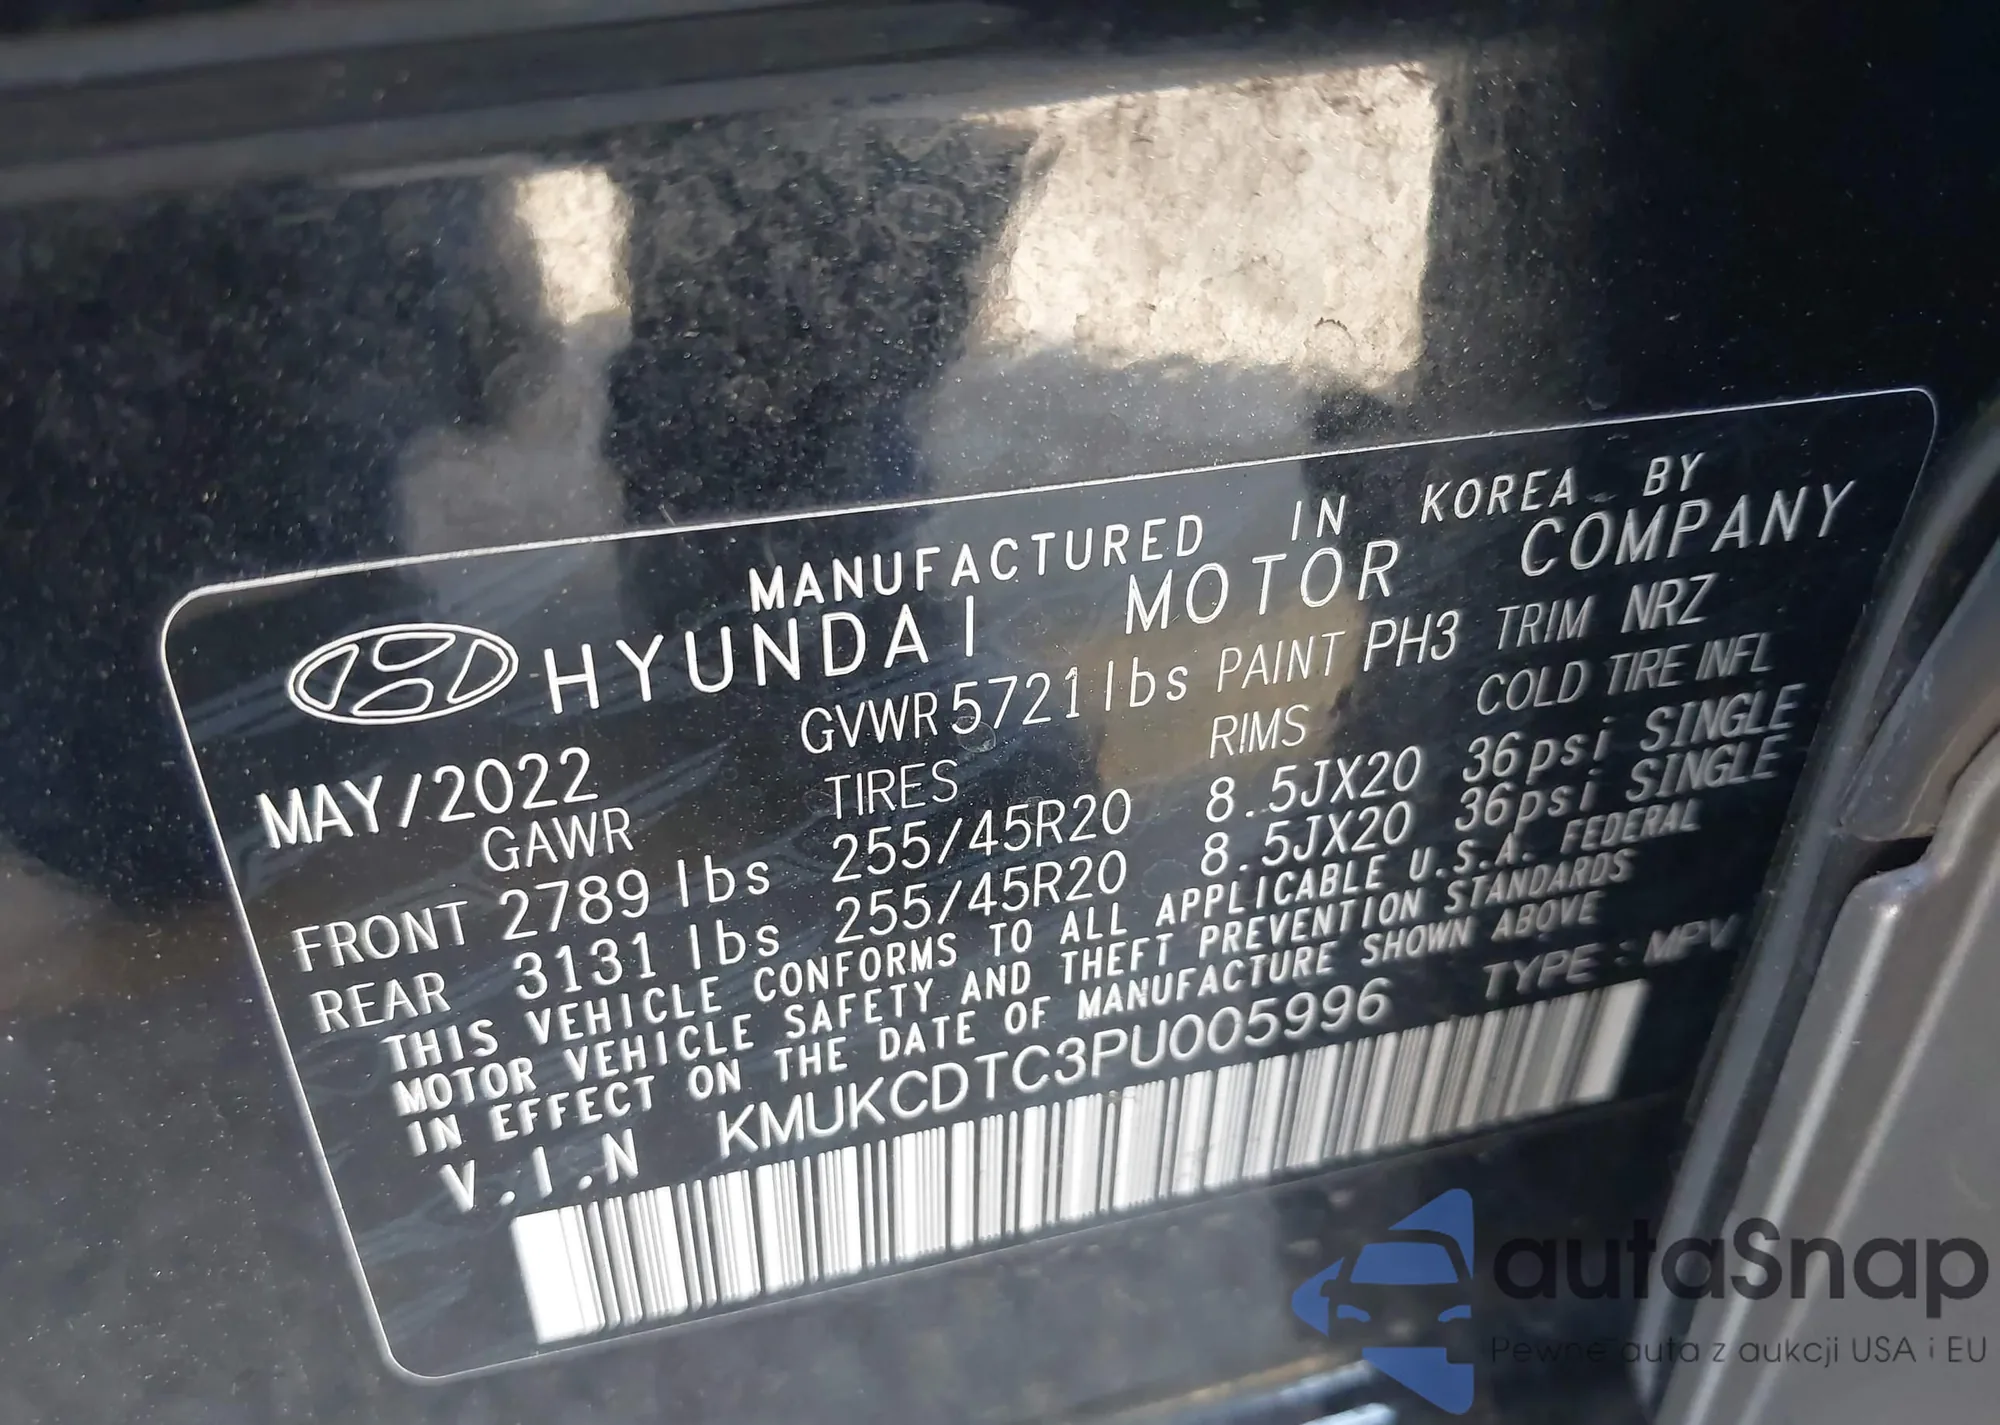 MANUFACTURED IN KOREA BY
HYUNDAI MOTOR COMPANY
MAY/2022 GVWR 5721 lbs PAINT PH3 TRIM NRZ
GAWR TIRES RIMS COLD TIRE INFL
FRONT 2789 lbs 255/45R20 8.5JX20 36psi SINGLE
REAR 3131 lbs 255/45R20 8.5JX20 36psi SINGLE
THIS VEHICLE CONFORMS TO ALL APPLICABLE U.S.A. FEDERAL
MOTOR VEHICLE SAFETY AND THEFT PREVENTION STANDARDS
IN EFFECT ON THE DATE OF MANUFACTURE SHOWN ABOVE
V.I.N KMUKCDTC3PU005996 TYPE : MPV
autaSnap
Pewne auta z aukcji USA i EU